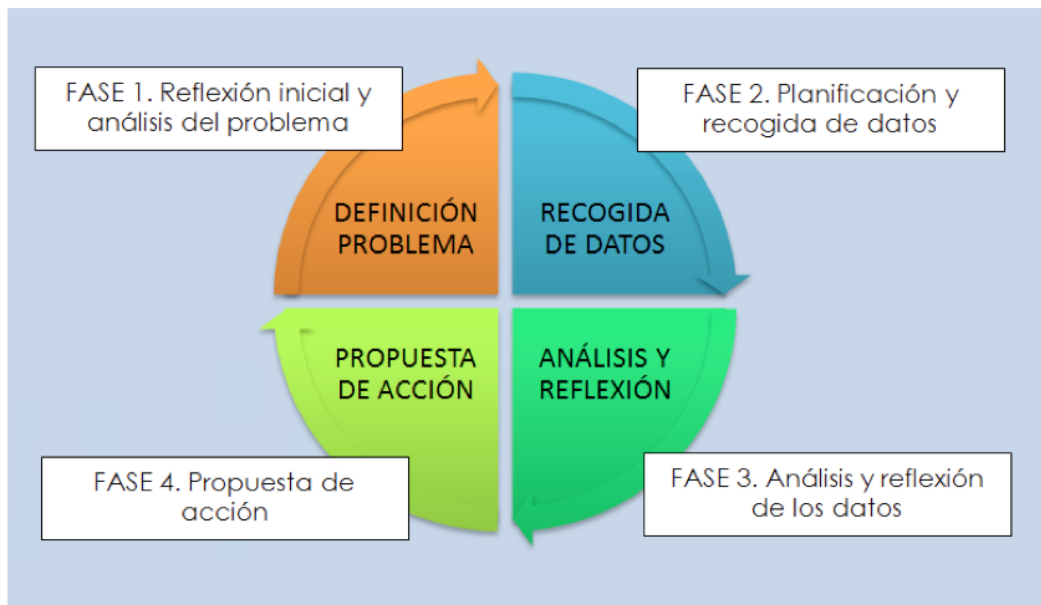 FASE 1. Reflexión inicial y
análisis del problema
FASE 2. Planificación y
recogida de datos
DEFINICIÓN
PROBLEMA
RECOGIDA
DE DATOS
PROPUESTA
DE ACCIÓN
ANÁLISIS Y
REFLEXIÓN
FASE 4. Propuesta de
acción
FASE 3. Análisis y reflexión
de los datos